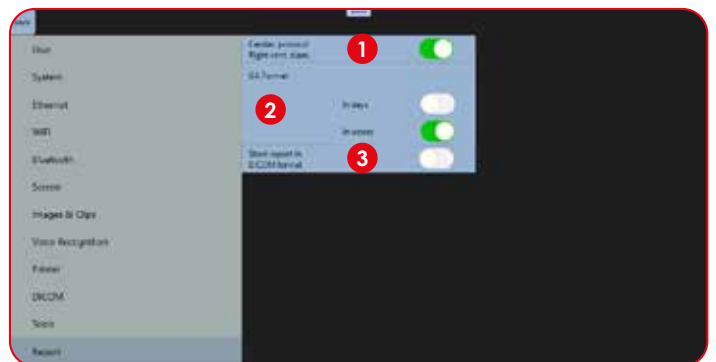 User
System
Ethernet
WiFi
Bluetooth
Screen
Images & Clips
Voice Recognition
Printer
DICOM
Tools
Report
Cardiac protocol
Right vent. views
1
GA Format
2
In days
In weeks
Store report in
DICOM format
3